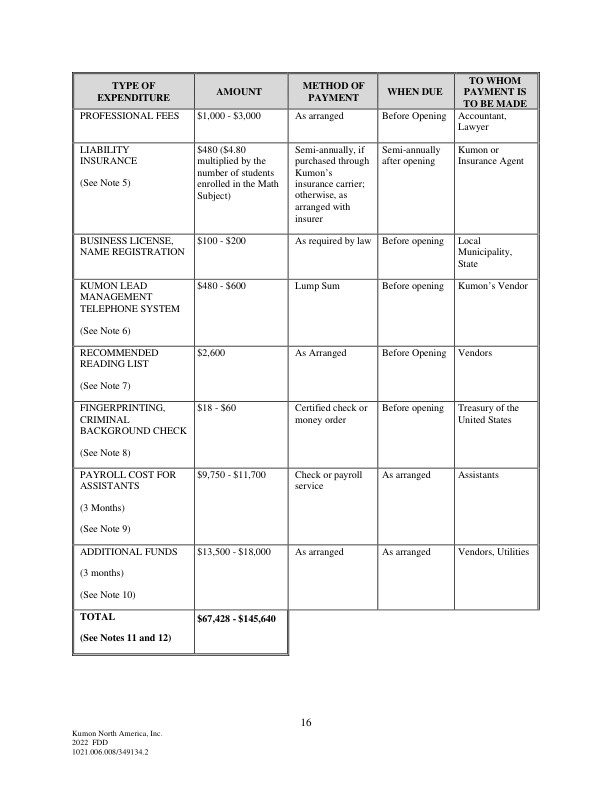 TYPE OF
EXPENDITURE
AMOUNT
METHOD OF
PAYMENT
WHEN DUE
TO WHOM
PAYMENT IS
TO BE MADE
PROFESSIONAL FEES
$1,000 - $3,000
As arranged
Before Opening
Accountant,
Lawyer
LIABILITY
INSURANCE
(See Note 5)
$480 ($4.80
multiplied by the
number of students
enrolled in the Math
Subject)
Semi-annually, if
purchased through
Kumon's
insurance carrier;
otherwise, as
arranged with
insurer
Semi-annually
after opening
Kumon or
Insurance Agent
BUSINESS LICENSE,
NAME REGISTRATION
$100 - $200
As required by law
Before opening
Local
Municipality,
State
KUMON LEAD
MANAGEMENT
TELEPHONE SYSTEM
(See Note 6)
$480 - $600
Lump Sum
Before opening
Kumon's Vendor
RECOMMENDED
READING LIST
(See Note 7)
$2,600
As Arranged
Before Opening
Vendors
FINGERPRINTING,
CRIMINAL
BACKGROUND CHECK
(See Note 8)
$18 - $60
Certified check or
money order
Before opening
Treasury of the
United States
PAYROLL COST FOR
ASSISTANTS
(3 Months)
(See Note 9)
$9,750 - $11,700
Check or payroll
service
As arranged
Assistants
ADDITIONAL FUNDS
(3 months)
(See Note 10)
$13,500 - $18,000
As arranged
As arranged
Vendors, Utilities
TOTAL
(See Notes 11 and 12)
$67,428 - $145,640
16
Kumon North America, Inc.
2022 FDD
1021.006.008/349134.2